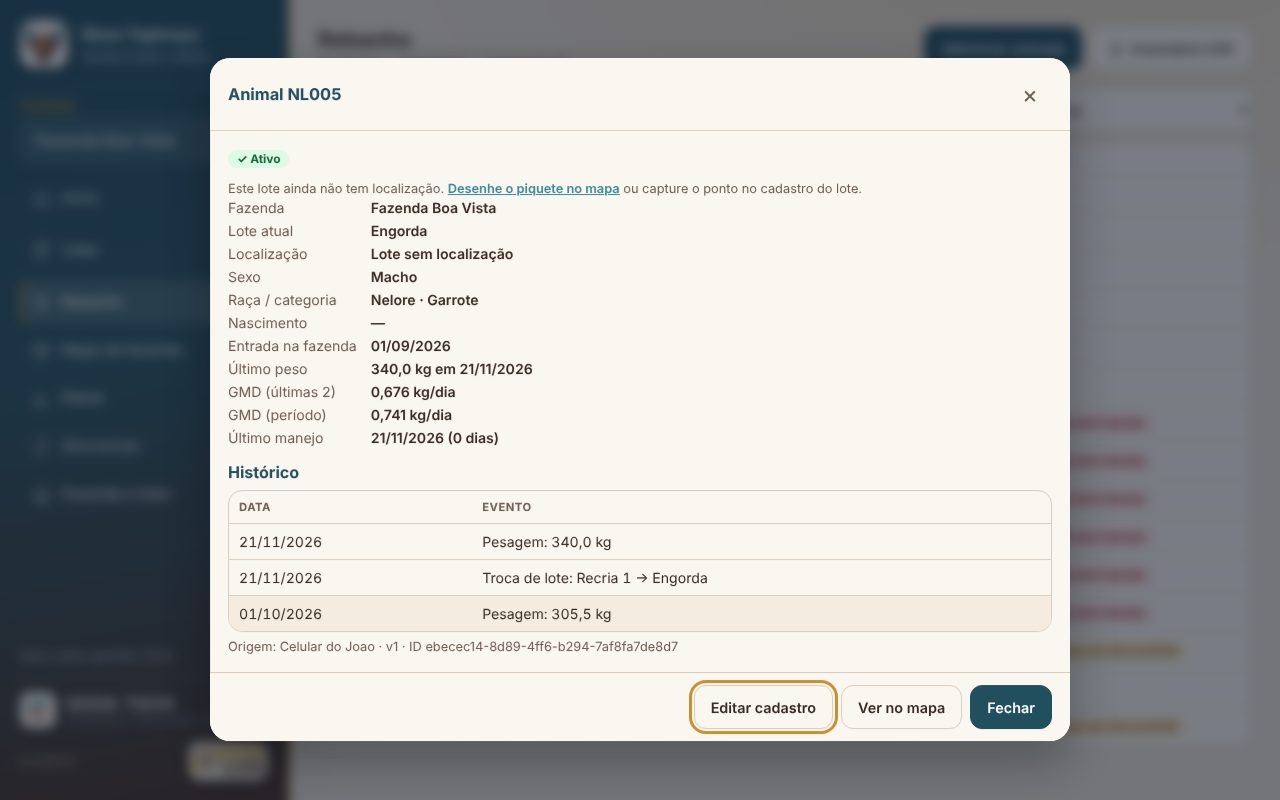 Animal NL005
×
✓ Ativo
Este lote ainda não tem localização. Desenhe o piquete no mapa ou capture o ponto no cadastro do lote.
Fazenda Fazenda Boa Vista
Lote atual Engorda
Localização Lote sem localização
Sexo Macho
Raça / categoria Nelore · Garrote
Nascimento —
Entrada na fazenda 01/09/2026
Último peso 340,0 kg em 21/11/2026
GMD (últimas 2) 0,676 kg/dia
GMD (período) 0,741 kg/dia
Último manejo 21/11/2026 (0 dias)
Histórico
DATA EVENTO
21/11/2026 Pesagem: 340,0 kg
21/11/2026 Troca de lote: Recria 1 → Engorda
01/10/2026 Pesagem: 305,5 kg
Origem: Celular do Joao · v1 · ID ebecec14-8d89-4ff6-b294-7af8fa7de8d7
Editar cadastro Ver no mapa Fechar